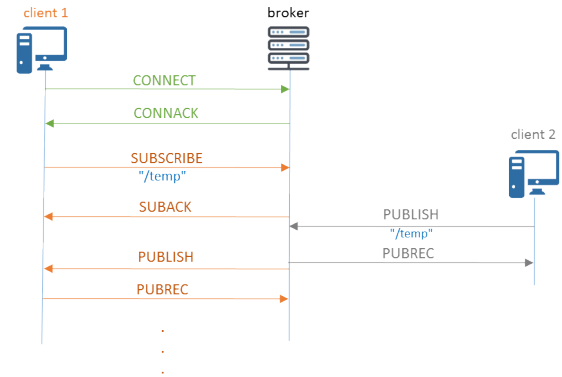 client 1
broker
CONNECT
CONNACK
client 2
SUBSCRIBE
"/temp"
SUBACK
PUBLISH
"/temp"
PUBREC
PUBLISH
PUBREC
.
.
.